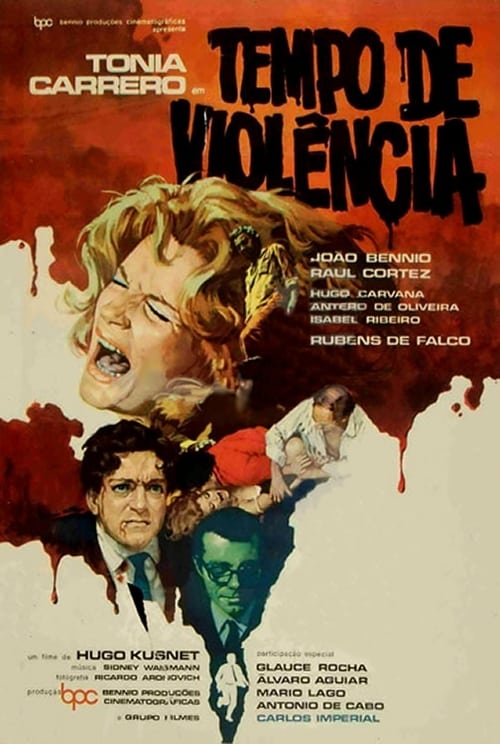 bpc bennio produções cinematográficas
apresenta
TONIA
CARRERO em
TEMPO DE
VIOLÊNCIA
JOÃO BENNIO
RAUL CORTEZ
HUGO CARVANA
ANTERO DE OLIVEIRA
ISABEL RIBEIRO
RUBENS DE FALCO
um filme de HUGO KUSNET
música SIDNEY WAISMANN
fotografia RICARDO ARONOVICH
produção bpc BENNIO PRODUÇÕES
CINEMATOGRÁFICAS
e GRUPO FILMES
participação especial
GLAUCE ROCHA
ÁLVARO AGUIAR
MARIO LAGO
ANTONIO DE CABO
CARLOS IMPERIAL